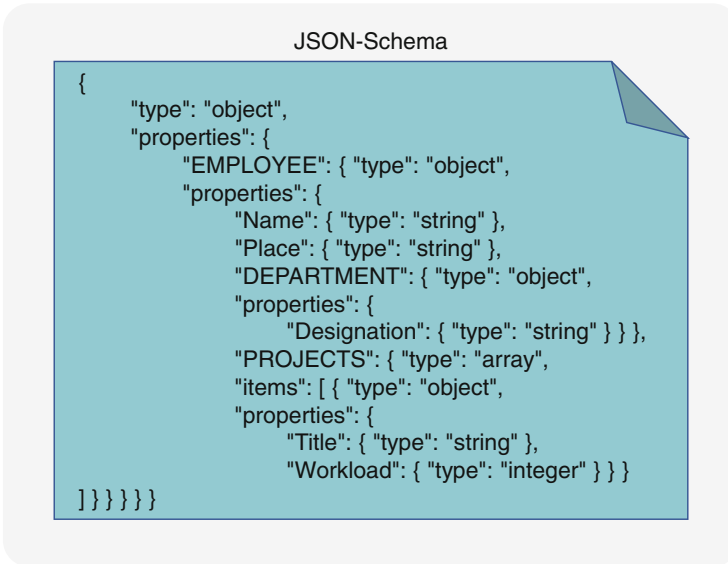 JSON-Schema
{
"type": "object",
"properties": {
"EMPLOYEE": { "type": "object",
"properties": {
"Name": { "type": "string" },
"Place": { "type": "string" },
"DEPARTMENT": { "type": "object",
"properties": {
"Designation": { "type": "string" } } },
"PROJECTS": { "type": "array",
"items": [ { "type": "object",
"properties": {
"Title": { "type": "string" },
"Workload": { "type": "integer" } } }
] } } } } }